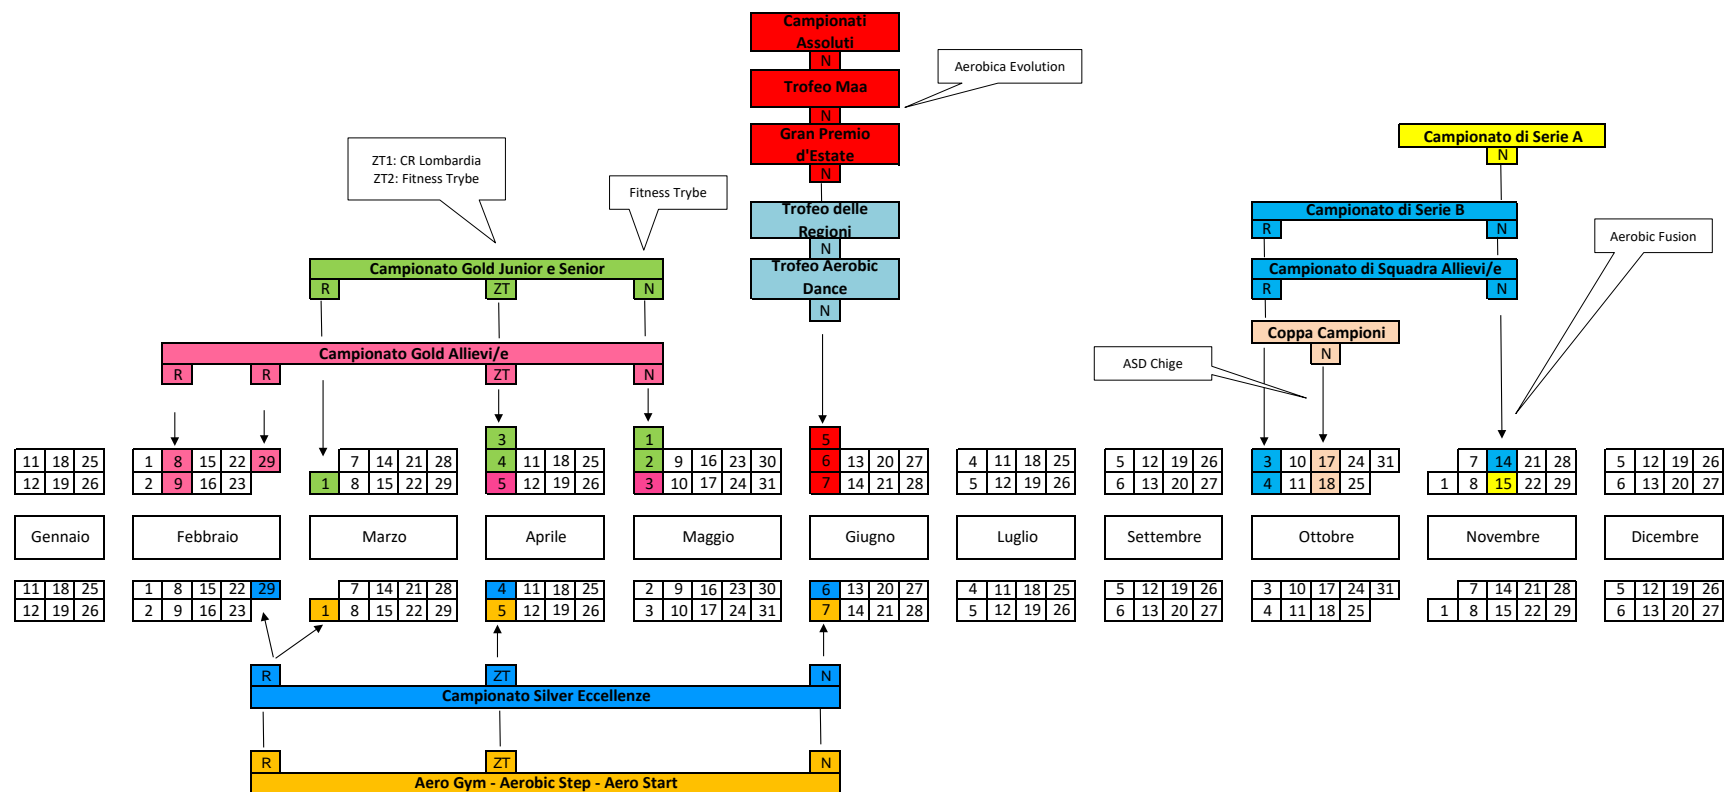 Campionati
Assoluti
N
Trofeo Maa
N
Gran Premio
d'Estate
N
Aerobica Evolution
Campionato di Serie A
N
ZT1: CR Lombardia
ZT2: Fitness Trybe
Fitness Trybe
Trofeo delle
Regioni
N
Trofeo Aerobic
Dance
N
Campionato di Serie B
R N
Aerobic Fusion
Campionato Gold Junior e Senior
R ZT N
Campionato di Squadra Allievi/e
R N
Campionato Gold Allievi/e
R R ZT N
Coppa Campioni
N
ASD Chige
3 1 5
11 18 25 1 8 15 22 29 7 14 21 28 4 11 18 25 2 9 16 23 30 6 13 20 27 4 11 18 25 5 12 19 26 3 10 17 24 31 7 14 21 28 5 12 19 26
12 19 26 2 9 16 23 1 8 15 22 29 5 12 19 26 3 10 17 24 31 7 14 21 28 5 12 19 26 6 13 20 27 4 11 18 25 1 8 15 22 29 6 13 20 27
Gennaio Febbraio Marzo Aprile Maggio Giugno Luglio Settembre Ottobre Novembre Dicembre
11 18 25 1 8 15 22 29 7 14 21 28 4 11 18 25 2 9 16 23 30 6 13 20 27 4 11 18 25 5 12 19 26 3 10 17 24 31 7 14 21 28 5 12 19 26
12 19 26 2 9 16 23 1 8 15 22 29 5 12 19 26 3 10 17 24 31 7 14 21 28 5 12 19 26 6 13 20 27 4 11 18 25 1 8 15 22 29 6 13 20 27
R ZT N
Campionato Silver Eccellenze
R ZT N
Aero Gym - Aerobic Step - Aero Start